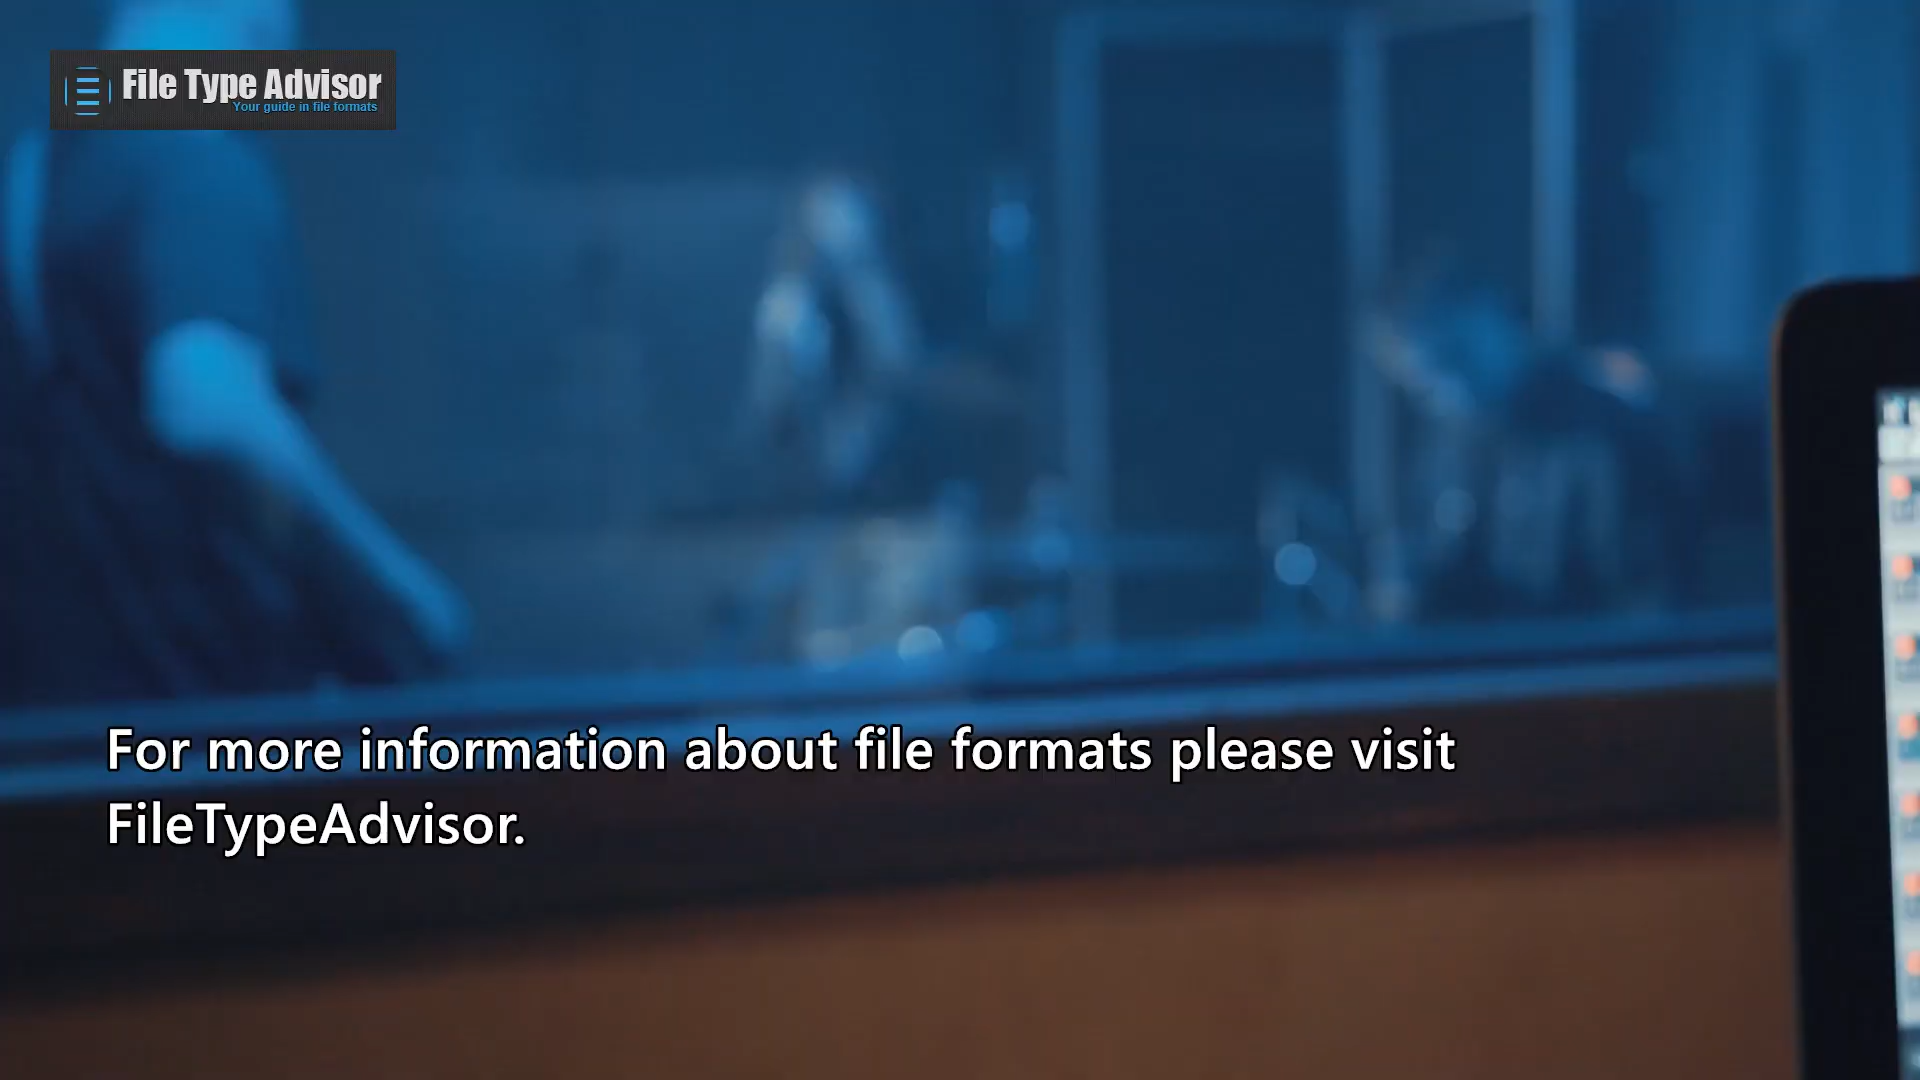 File Type Advisor
Your guide in file formats
For more information about file formats please visit
FileTypeAdvisor.